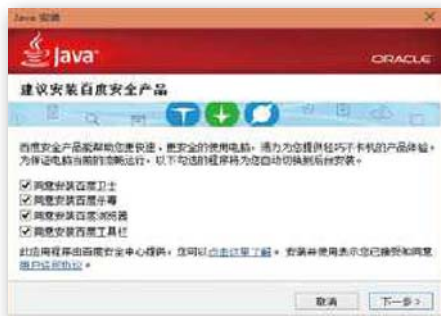 Java 安装
Java
ORACLE
建议安装百度安全产品
百度安全产品能帮助您更快速、更安全的使用电脑，请力为您提供轻巧不卡机的产品体验。
为保证电脑当前的流畅运行，以下勾选的程序将为您自动切换到后台安装。
同意安装百度卫士
同意安装百度杀毒
同意安装百度浏览器
同意安装百度工具栏
此应用程序由百度安全中心提供，您可以点击这里了解。安装并使用表示您已接受和同意
用户许可协议。
取消
下一步 >